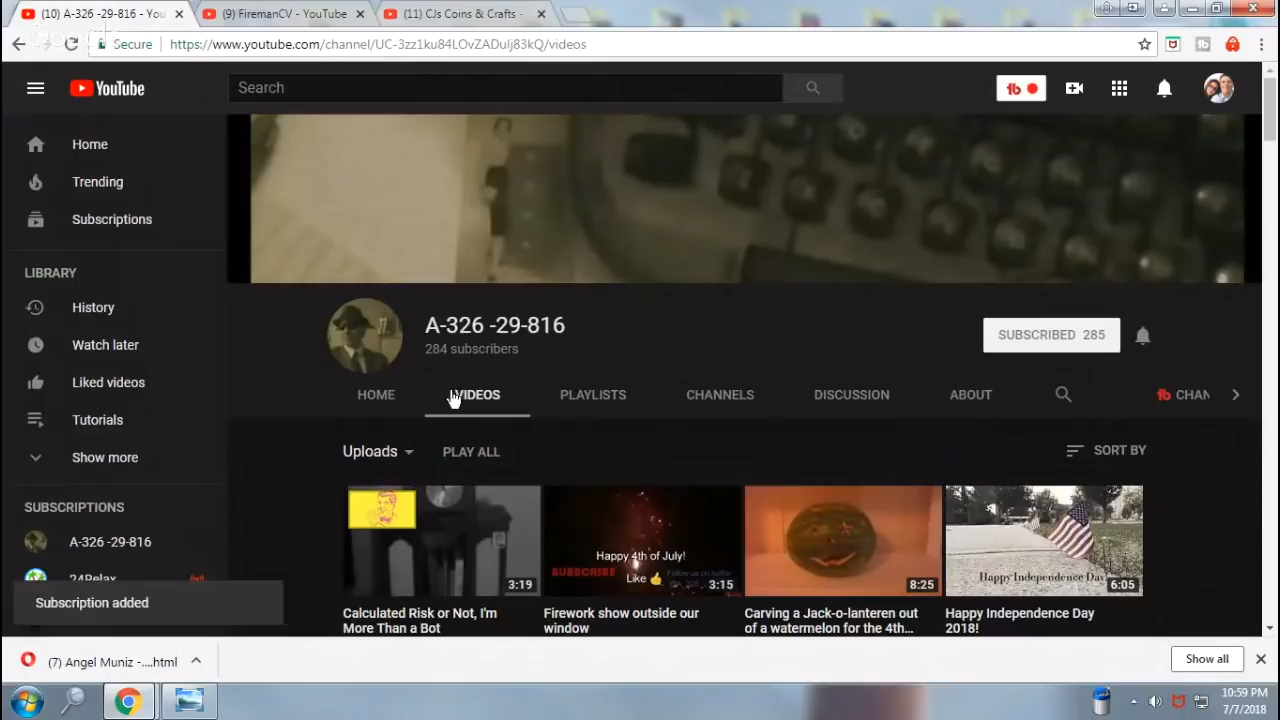 (10) A-326 -29-816 - You
(9) FiremanCV - YouTube
(11) CJs Coins & Crafts -
Secure
https://www.youtube.com/channel/UC-3zz1ku84LOVZADulj83kQ/videos
YouTube
Search
Home
Trending
Subscriptions
LIBRARY
History
Watch later
Liked videos
Tutorials
Show more
SUBSCRIPTIONS
A-326 -29-816
24Relax
Subscription added
A-326 -29-816
284 subscribers
SUBSCRIBED 285
HOME
VIDEOS
PLAYLISTS
CHANNELS
DISCUSSION
ABOUT
tb CHAN
Uploads
PLAY ALL
SORT BY
3:19
Calculated Risk or Not, I'm
More Than a Bot
Happy 4th of July!
SUBSCRIBE
Like
3:15
Firework show outside our
window
8:25
Carving a Jack-o-lanteren out
of a watermelon for the 4th...
Happy Independence Day
6:05
Happy Independence Day
2018!
(7) Angel Muniz -....html
Show all
10:59 PM
7/7/2018